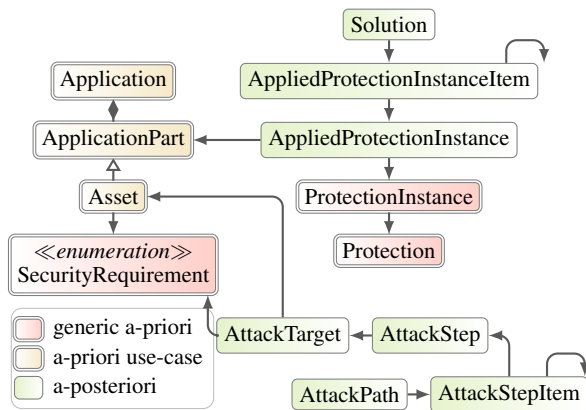 Solution
Application
AppliedProtectionInstanceItem
ApplicationPart
AppliedProtectionInstance
Asset
ProtectionInstance
≪enumeration≫
SecurityRequirement
Protection
generic a-priori
a-priori use-case
a-posteriori
AttackTarget
AttackStep
AttackPath
AttackStepItem